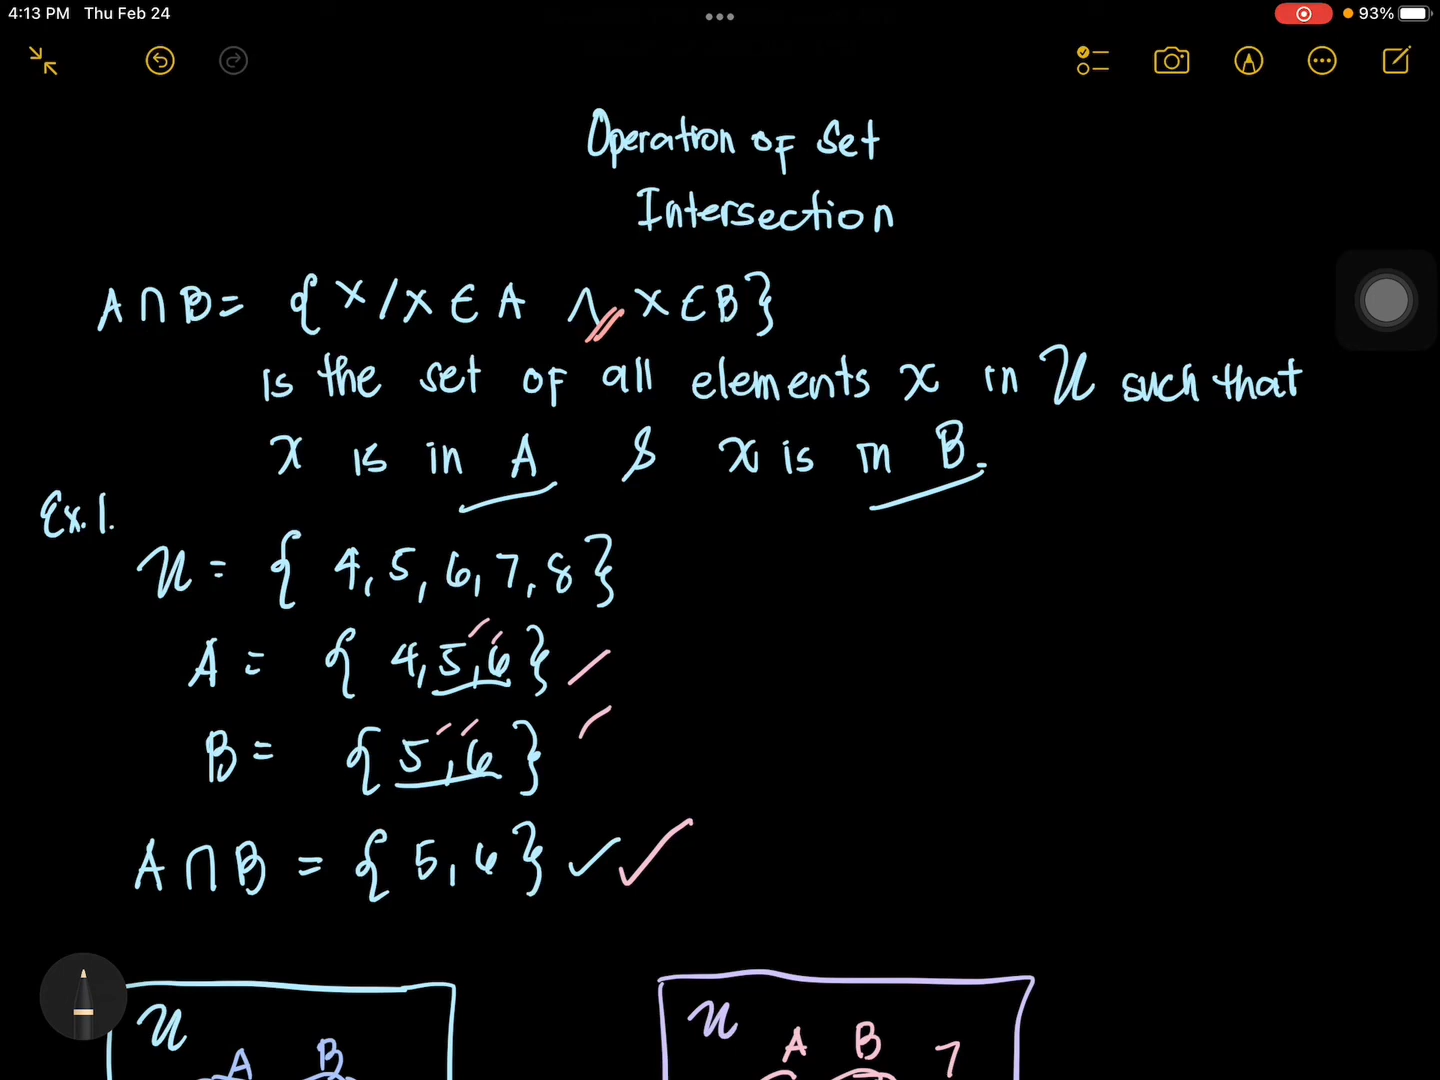 4:13 PM Thu Feb 24
93%
Operation of Set
Intersection
A ∩ B = {x/x ∈ A ∧ x ∈ B}
is the set of all elements x in U such that
x is in A & x is in B.
Ex. 1.
U = { 4, 5, 6, 7, 8 }
A = { 4, 5, 6 }
B = { 5, 6 }
A ∩ B = { 5, 6 }
U
A B
U
A B 7